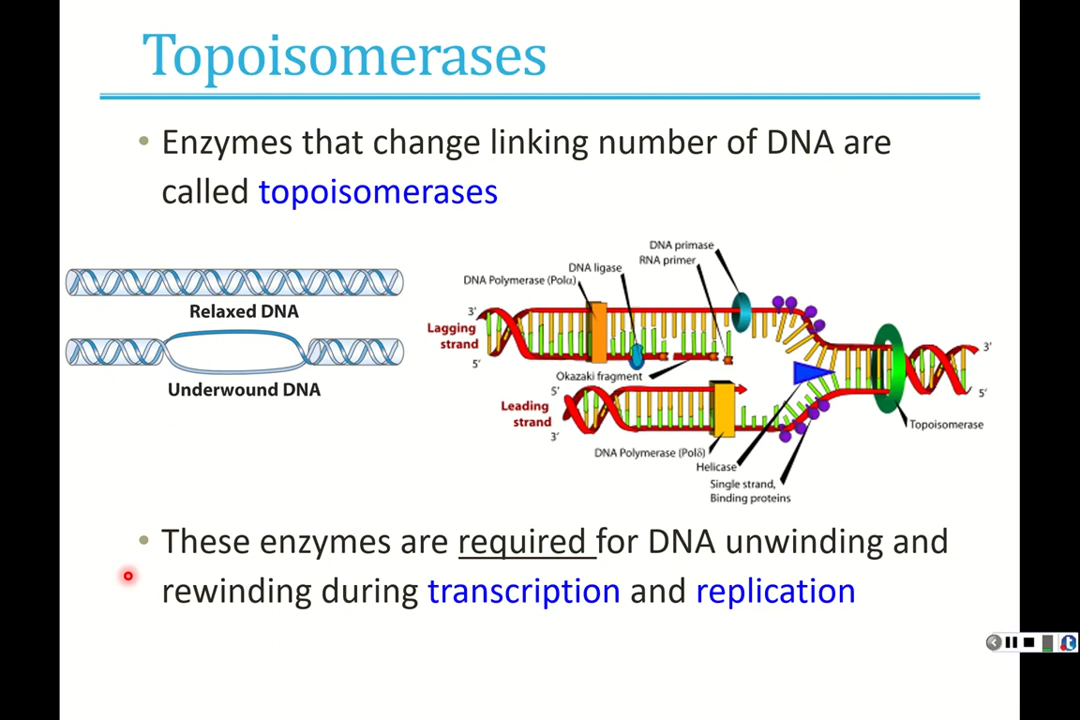 Topoisomerases
• Enzymes that change linking number of DNA are
called topoisomerases
Relaxed DNA
Underwound DNA
DNA primase
RNA primer
DNA ligase
DNA Polymerase (Polα)
3'
Lagging
strand
5'
Okazaki fragment
5'
Leading
strand
3'
DNA Polymerase (Polδ)
Helicase
Single strand,
Binding proteins
Topoisomerase
3'
5'
• These enzymes are required for DNA unwinding and
rewinding during transcription and replication
t